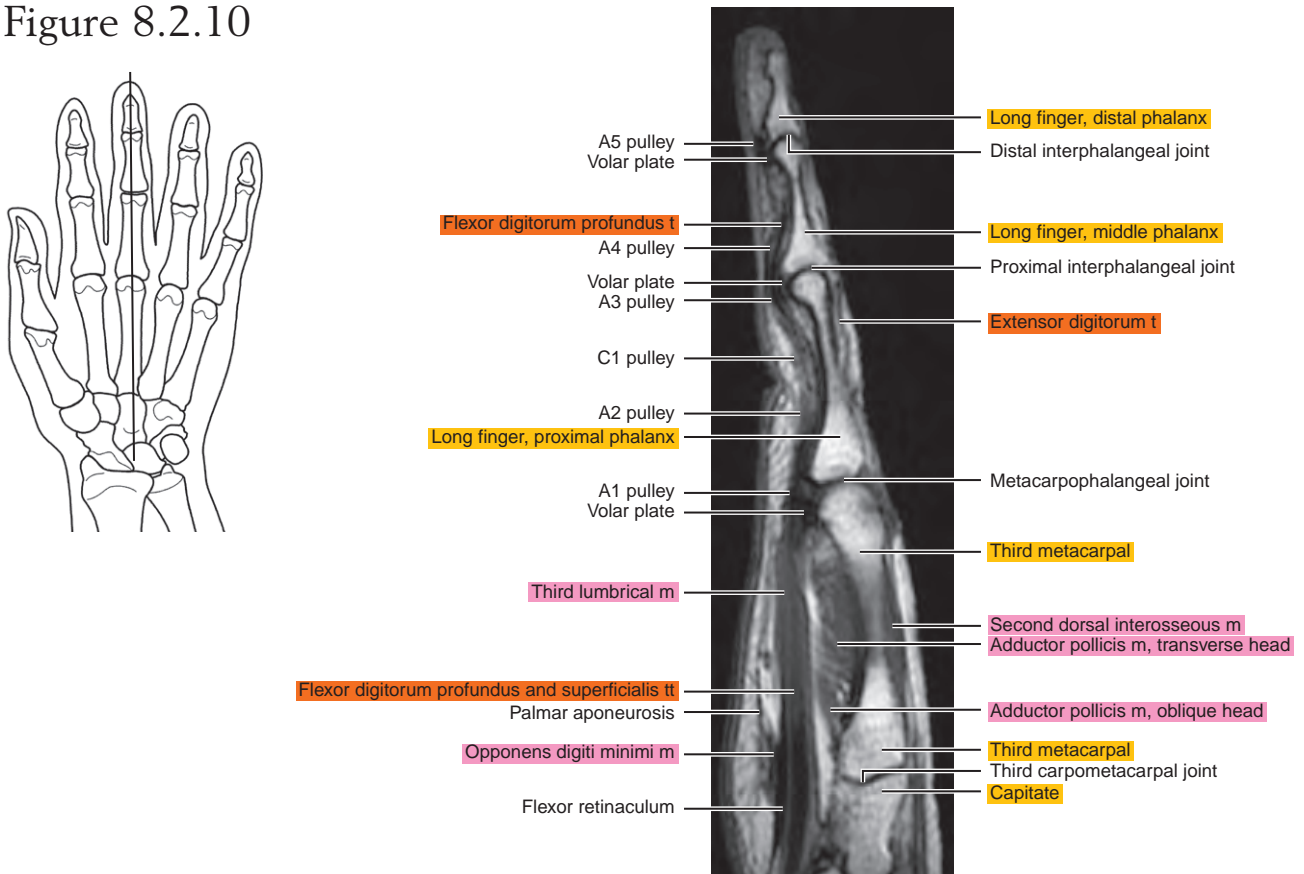 Figure 8.2.10
A5 pulley
Volar plate
Flexor digitorum profundus t
A4 pulley
Volar plate
A3 pulley
C1 pulley
A2 pulley
Long finger, proximal phalanx
A1 pulley
Volar plate
Third lumbrical m
Flexor digitorum profundus and superficialis tt
Palmar aponeurosis
Opponens digiti minimi m
Flexor retinaculum
Long finger, distal phalanx
Distal interphalangeal joint
Long finger, middle phalanx
Proximal interphalangeal joint
Extensor digitorum t
Metacarpophalangeal joint
Third metacarpal
Second dorsal interosseous m
Adductor pollicis m, transverse head
Adductor pollicis m, oblique head
Third metacarpal
Third carpometacarpal joint
Capitate